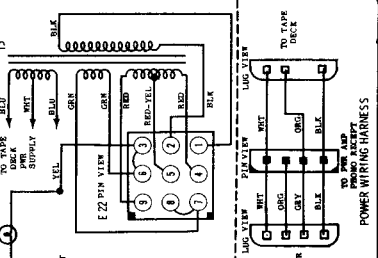 BLK
BLU
WHT
BLU
GRN
GRN
RED
RED-YEL
RED
BLK
TO TAPE
DECK
PWR
SUPPLY
YEL
E 22 PIN VIEW
3
2
1
6
5
4
9
8
7
LUG VIEW
TO TAPE
DECK
WHT
ORG
BLK
PIN VIEW
WHT
ORG
GRY
BLK
LUG VIEW
TO PWR AMP
PHONO RECEPT
POWER WIRING HARNESS